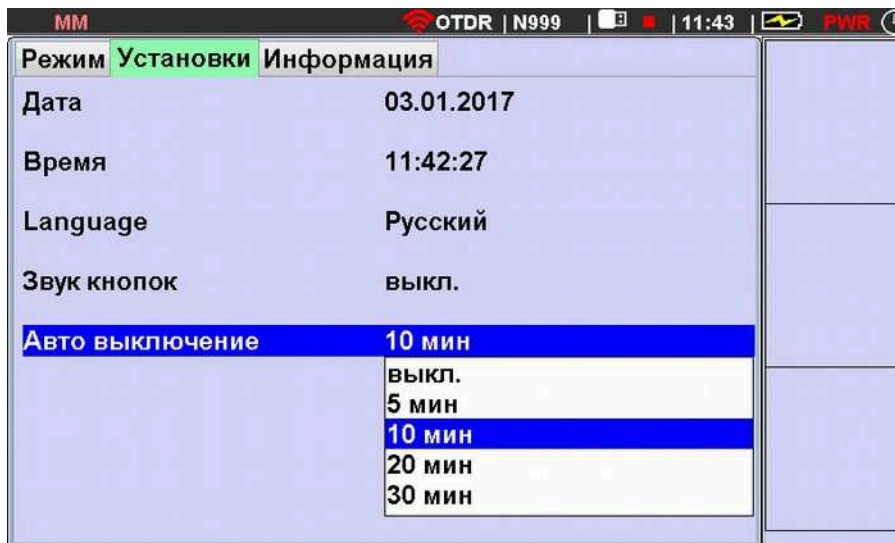 MM OTDR | N999 | | 11:43 | PWR
Режим Установки Информация
Дата 03.01.2017
Время 11:42:27
Language Русский
Звук кнопок выкл.
Авто выключение 10 мин
выкл.
5 мин
10 мин
20 мин
30 мин